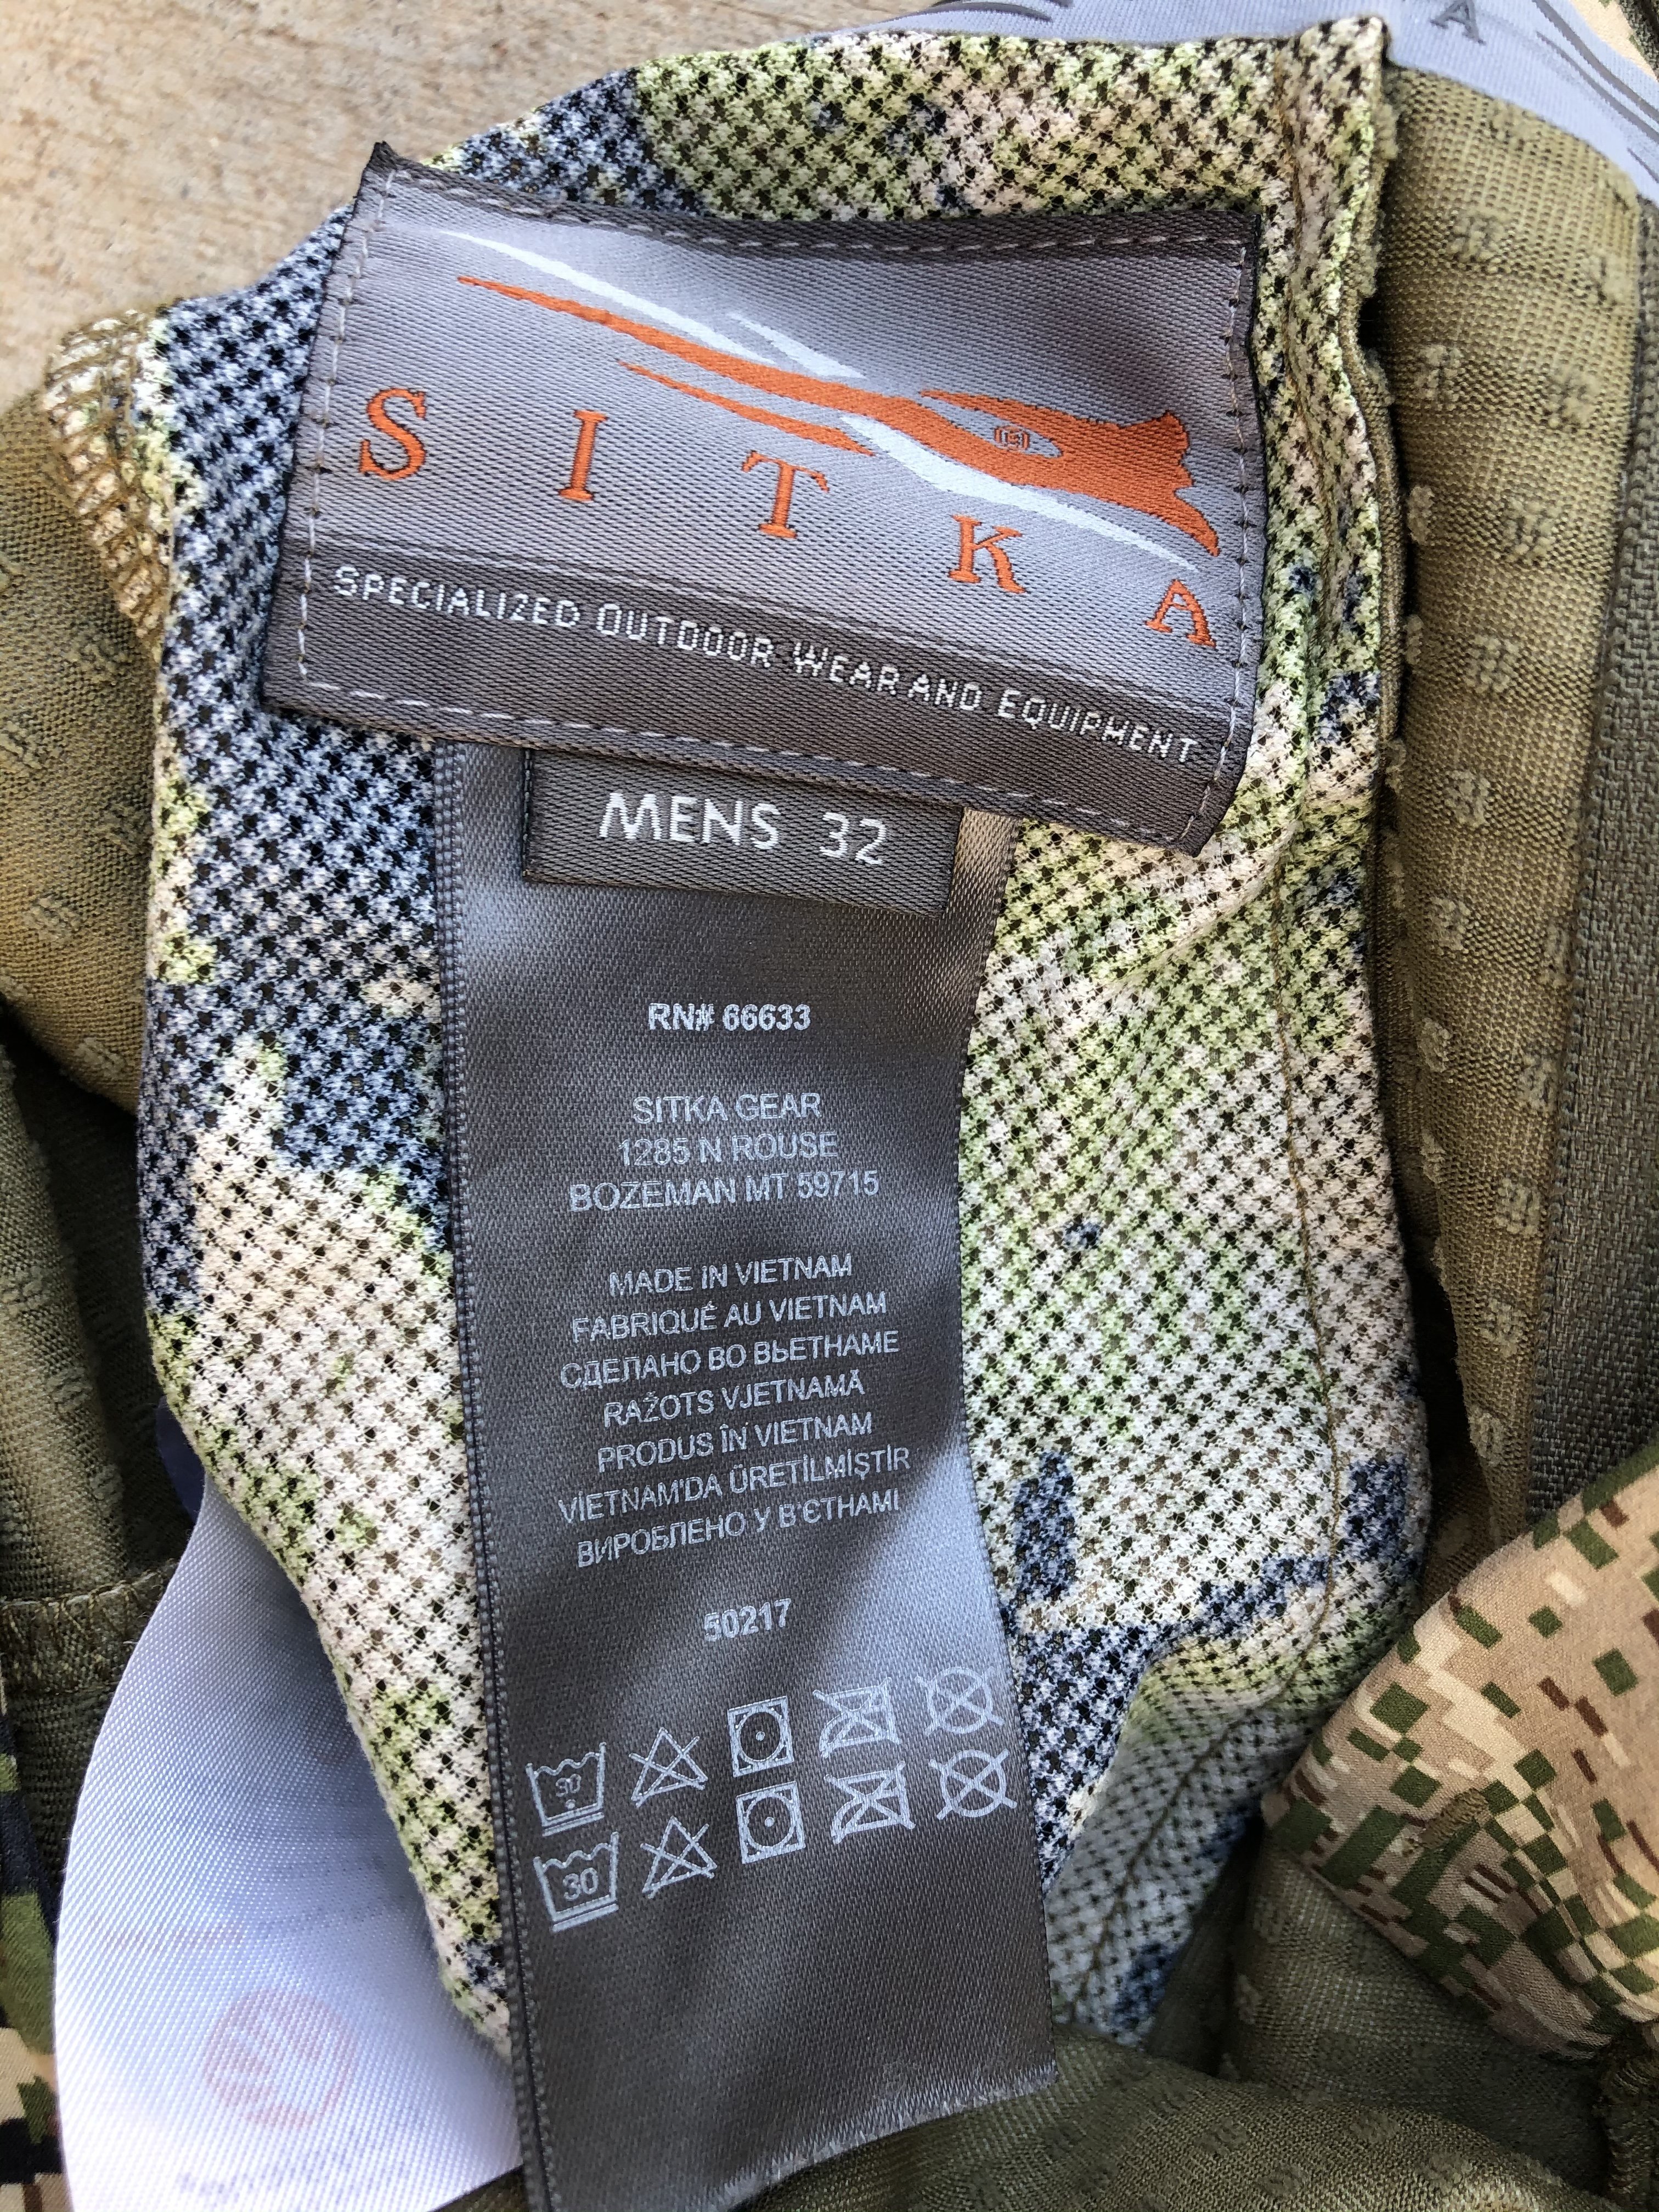 A
SITKA
SPECIALIZED OUTDOOR WEAR AND EQUIPMENT
MENS 32
RN# 66633
SITKA GEAR
1285 N ROUSE
BOZEMAN MT 59715
MADE IN VIETNAM
FABRIQUÉ AU VIETNAM
СДЕЛАНО ВО ВЬЕТНАМЕ
RAŽOTS VJETNAMĀ
PRODUS ÎN VIETNAM
VIETNAM'DA ÜRETİLMİŞTİR
ВИРОБЛЕНО У В'ЄТНАМІ
50217
30
30